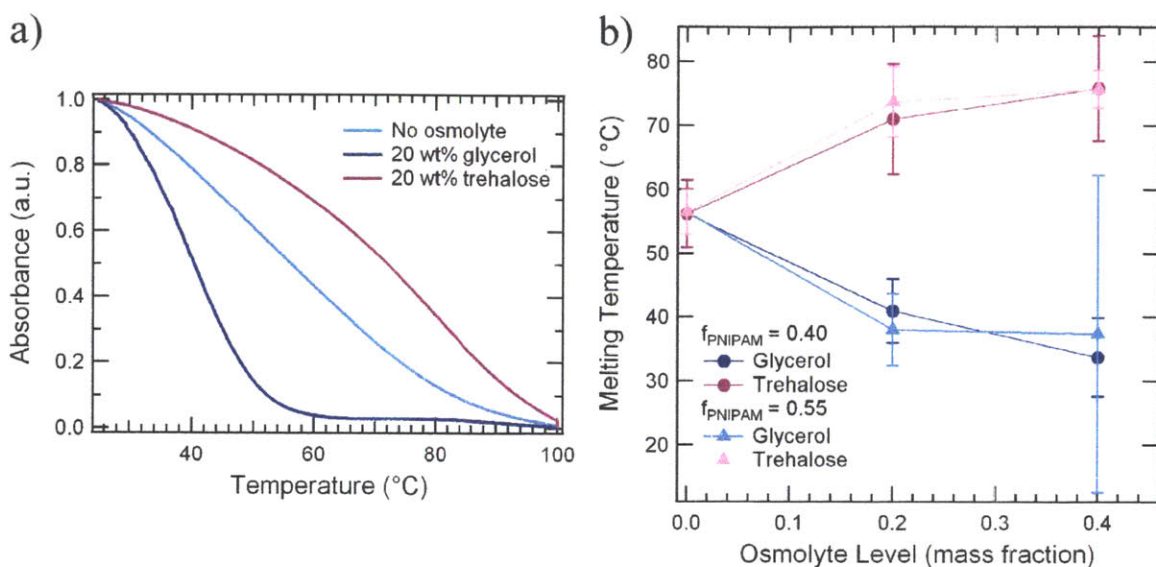 a)
Absorbance (a.u.)
1.0
0.8
0.6
0.4
0.2
0.0
No osmolyte
20 wt% glycerol
20 wt% trehalose
40
60
80
100
Temperature (°C)
b)
Melting Temperature ( °C)
80
70
60
50
40
30
20
fPNIPAM = 0.40
Glycerol
Trehalose
fPNIPAM = 0.55
Glycerol
Trehalose
0.0
0.1
0.2
0.3
0.4
Osmolyte Level (mass fraction)